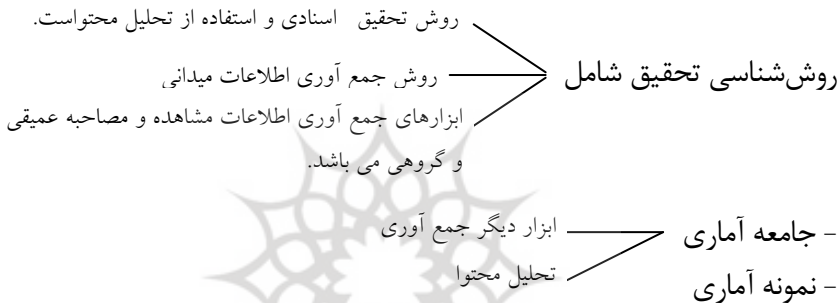 روش تحقیق اسنادی و استفاده از تحلیل محتواست.
روش‌شناسی تحقیق شامل
روش جمع آوری اطلاعات میدانی
ابزارهای جمع آوری اطلاعات مشاهده و مصاحبه عمیقی
و گروهی می باشد.
- جامعه آماری
ابزار دیگر جمع آوری
تحلیل محتوا
- نمونه آماری